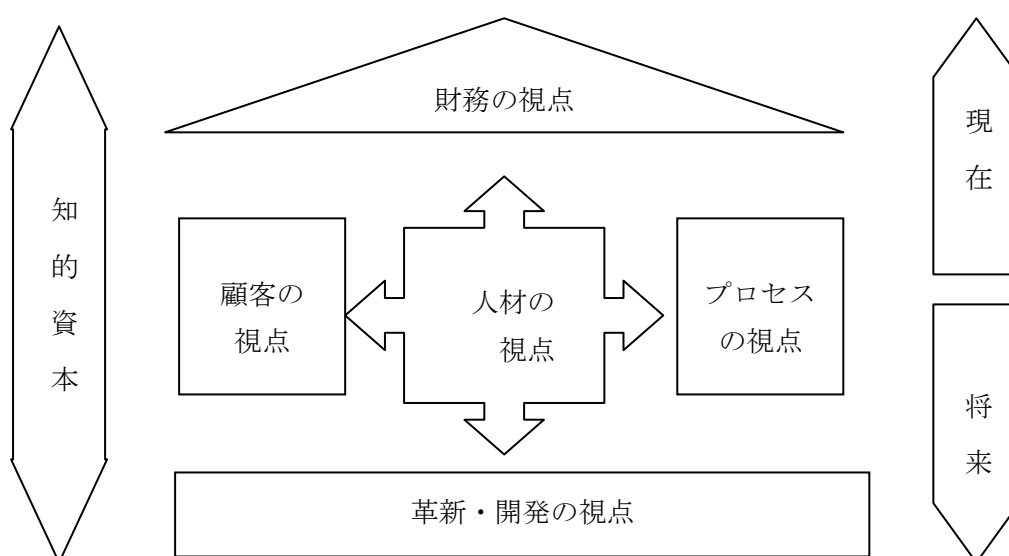 財務の視点
知的資本
顧客の
視点
人材の
視点
プロセス
の視点
現在
将来
革新・開発の視点